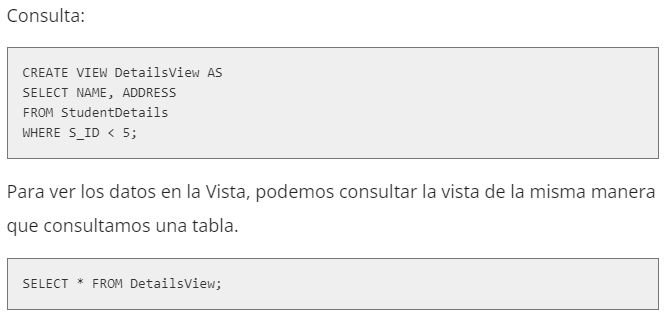 Consulta:
CREATE VIEW DetailsView AS
SELECT NAME, ADDRESS
FROM StudentDetails
WHERE S_ID < 5;
Para ver los datos en la Vista, podemos consultar la vista de la misma manera
que consultamos una tabla.
SELECT * FROM DetailsView;